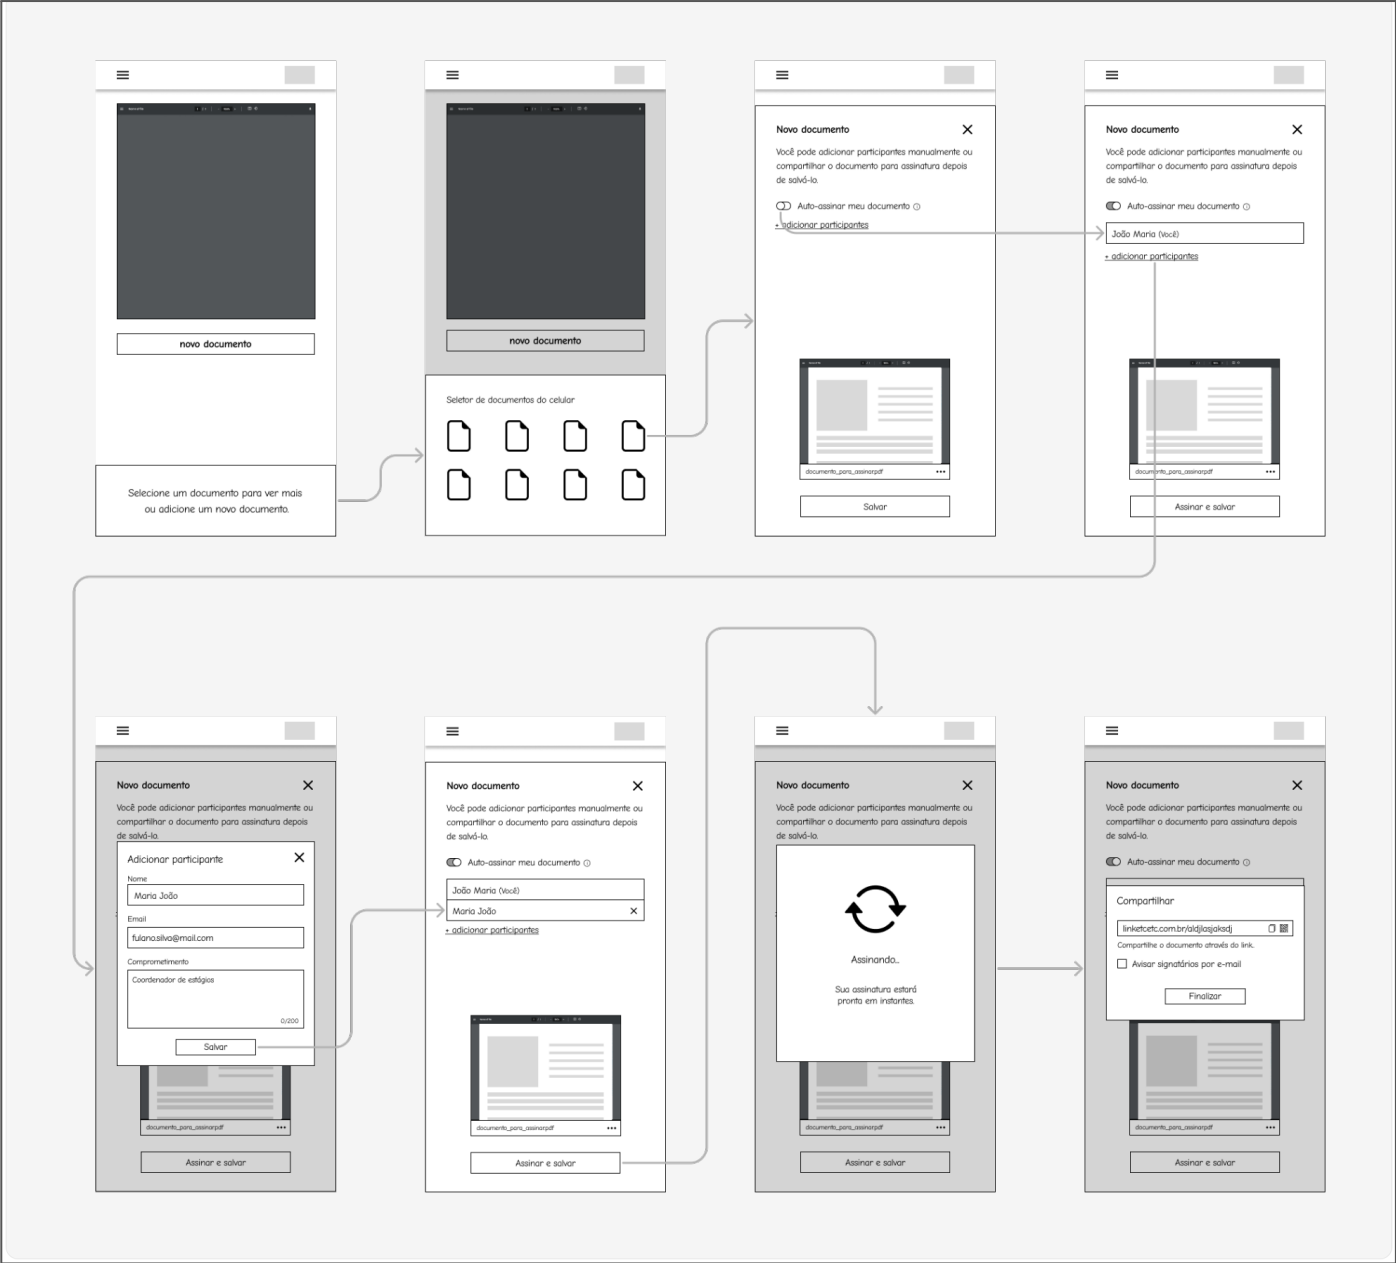 novo documento
Selecione um documento para ver mais
ou adicione um novo documento.
novo documento
Seletor de documentos do celular
Novo documento
Você pode adicionar participantes manualmente ou
compartilhar o documento para assinatura depois
de salvá-lo.
Auto-assinar meu documento
+ adicionar participantes
documento_para_assinar.pdf
Salvar
Novo documento
Você pode adicionar participantes manualmente ou
compartilhar o documento para assinatura depois
de salvá-lo.
Auto-assinar meu documento
João Maria (Você)
+ adicionar participantes
documento_para_assinar.pdf
Assinar e salvar
Novo documento
Você pode adicionar participantes manualmente ou
compartilhar o documento para assinatura depois
de salvá-lo.
Adicionar participante
Nome
Maria João
Email
fulano.silva@mail.com
Comprometimento
Coordenador de estágios
0/200
Salvar
documento_para_assinar.pdf
Assinar e salvar
Novo documento
Você pode adicionar participantes manualmente ou
compartilhar o documento para assinatura depois
de salvá-lo.
Auto-assinar meu documento
João Maria (Você)
Maria João
+ adicionar participantes
documento_para_assinar.pdf
Assinar e salvar
Novo documento
Você pode adicionar participantes manualmente ou
compartilhar o documento para assinatura depois
de salvá-lo.
Assinando...
Sua assinatura estará
pronta em instantes.
documento_para_assinar.pdf
Assinar e salvar
Novo documento
Você pode adicionar participantes manualmente ou
compartilhar o documento para assinatura depois
de salvá-lo.
Auto-assinar meu documento
Compartilhar
linketcetc.com.br/aldjlasjaksdj
Compartilhe o documento através do link.
Avisar signatários por e-mail
Finalizar
documento_para_assinar.pdf
Assinar e salvar